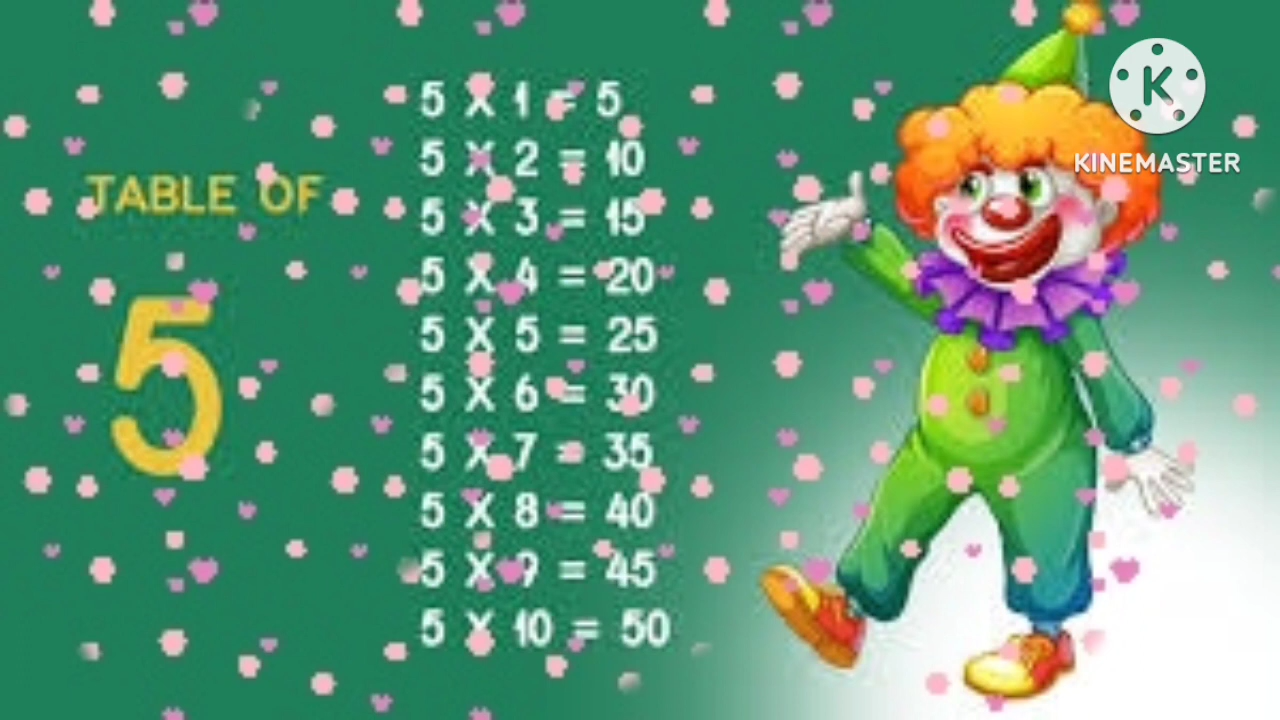 TABLE OF
5
5 X 1 = 5
5 X 2 = 10
5 X 3 = 15
5 X 4 = 20
5 X 5 = 25
5 X 6 = 30
5 X 7 = 35
5 X 8 = 40
5 X 9 = 45
5 X 10 = 50
K
KINEMASTER